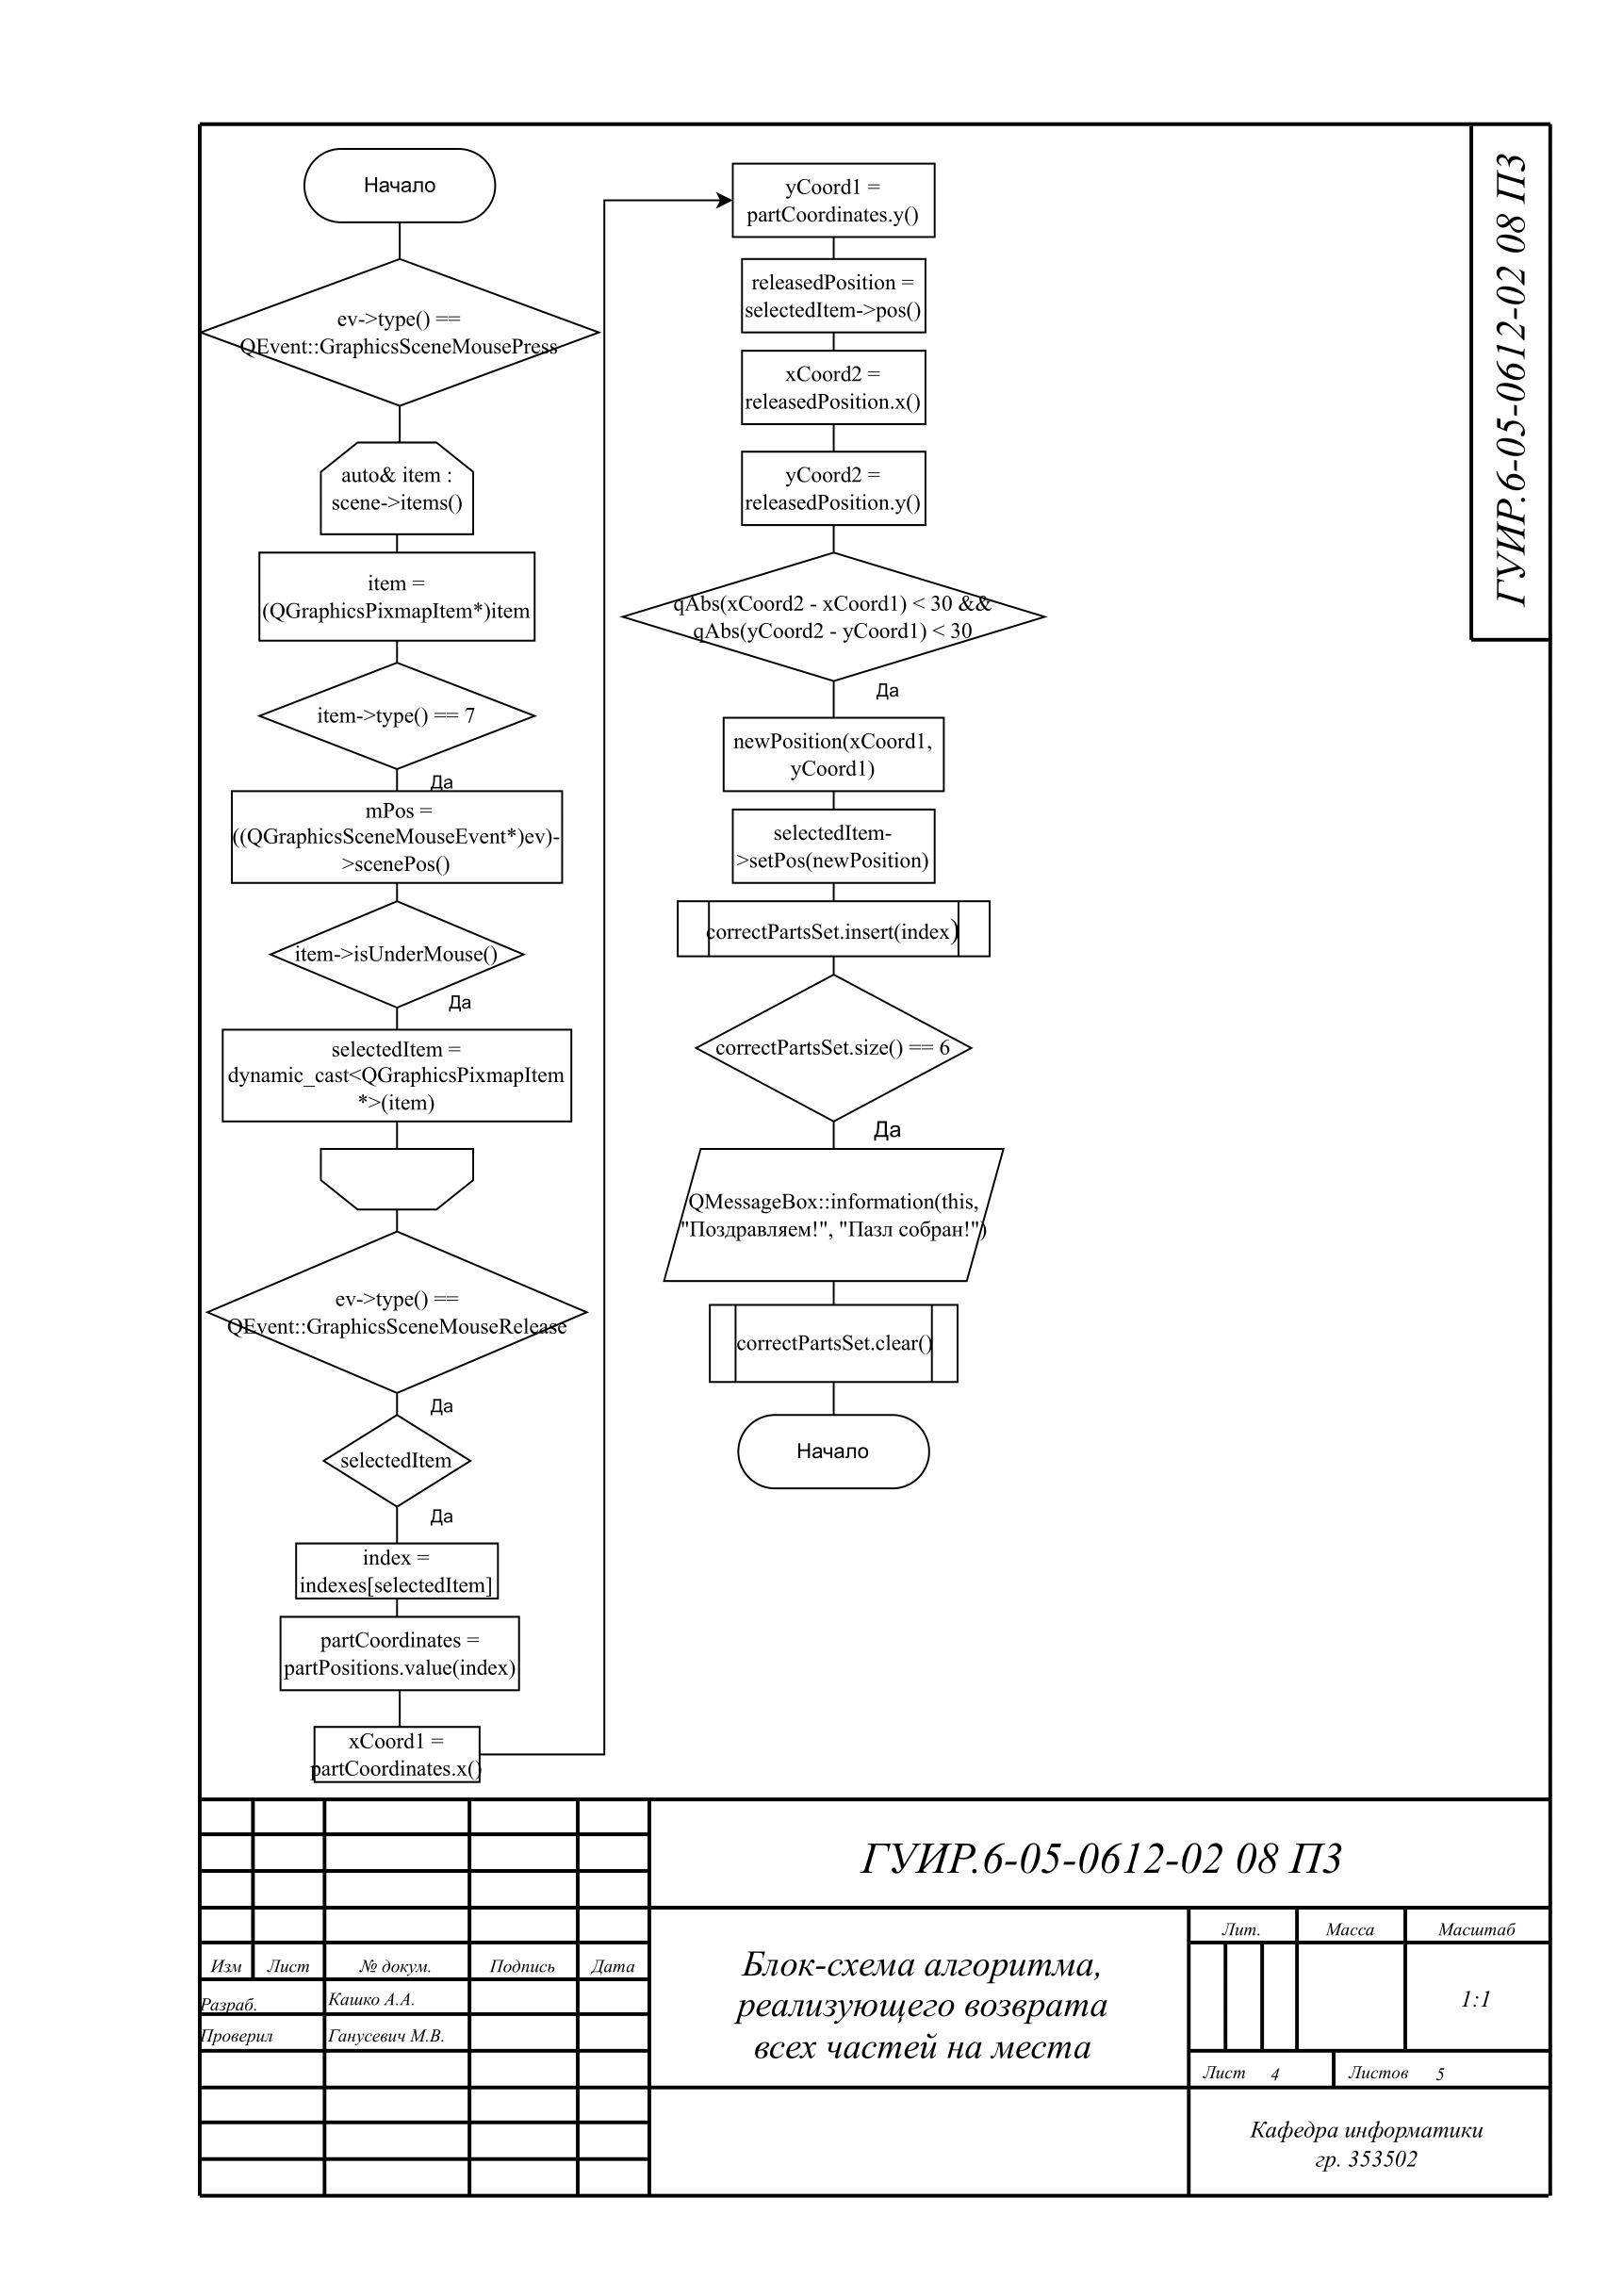 Начало
ev->type() ==
QEvent::GraphicsSceneMousePress
auto& item :
scene->items()
item =
(QGraphicsPixmapItem*)item
item->type() == 7
Да
mPos =
((QGraphicsSceneMouseEvent*)ev)-
>scenePos()
item->isUnderMouse()
Да
selectedItem =
dynamic_cast<QGraphicsPixmapItem
*>(item)
ev->type() ==
QEvent::GraphicsSceneMouseRelease
Да
selectedItem
Да
index =
indexes[selectedItem]
partCoordinates =
partPositions.value(index)
xCoord1 =
partCoordinates.x()
yCoord1 =
partCoordinates.y()
releasedPosition =
selectedItem->pos()
xCoord2 =
releasedPosition.x()
yCoord2 =
releasedPosition.y()
qAbs(xCoord2 - xCoord1) < 30 &&
qAbs(yCoord2 - yCoord1) < 30
Да
newPosition(xCoord1,
yCoord1)
selectedItem-
>setPos(newPosition)
correctPartsSet.insert(index)
correctPartsSet.size() == 6
Да
QMessageBox::information(this,
"Поздравляем!", "Пазл собран!")
correctPartsSet.clear()
Начало
ГУИР.6-05-0612-02 08 ПЗ
ГУИР.6-05-0612-02 08 ПЗ
Изм Лист № докум. Подпись Дата
Разраб. Кашко А.А.
Проверил Ганусевич М.В.
Блок-схема алгоритма,
реализующего возврата
всех частей на места
Лит. Масса Масштаб
1:1
Лист 4 Листов 5
Кафедра информатики
гр. 353502